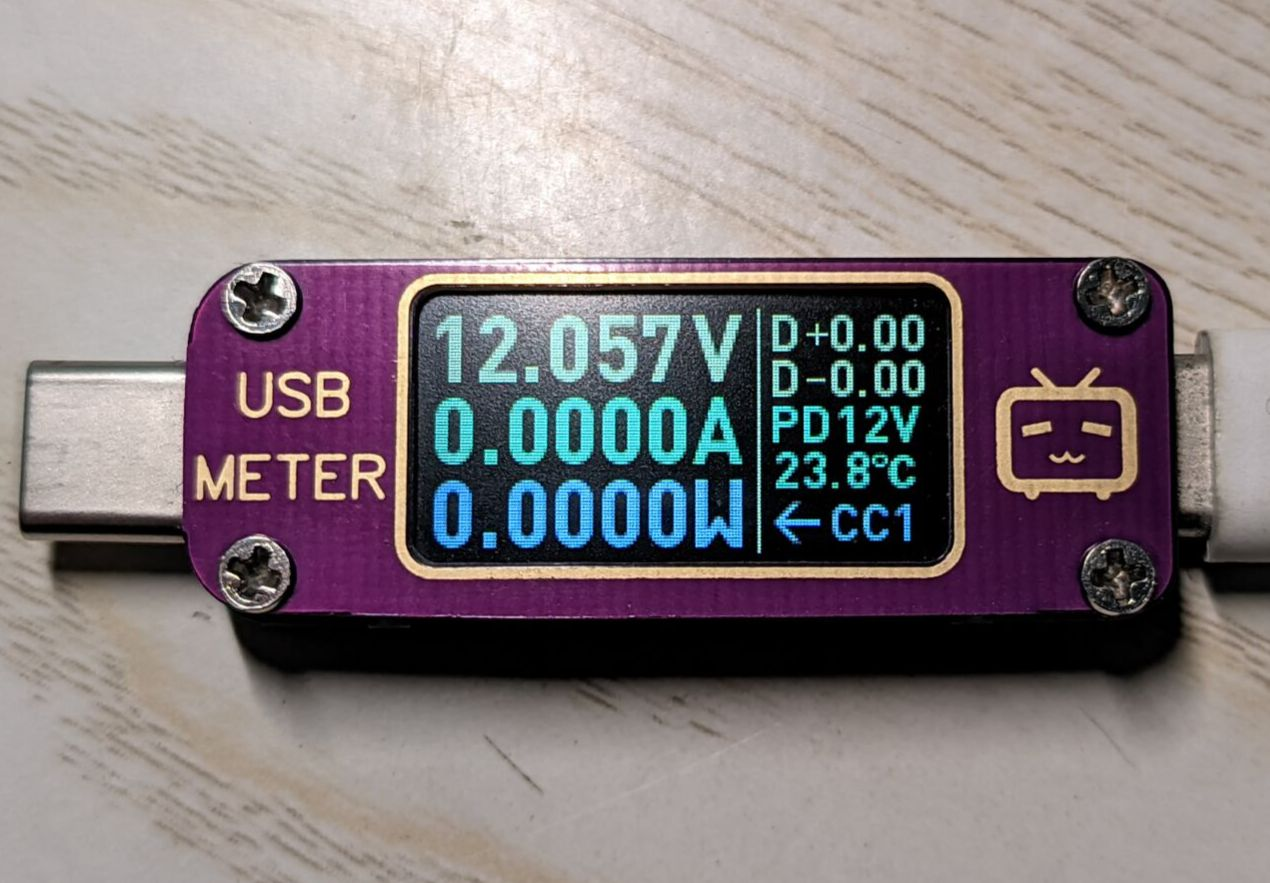 USB
METER
12.057V
0.0000A
0.0000W
D+0.00
D-0.00
PD12V
23.8°C
←CC1